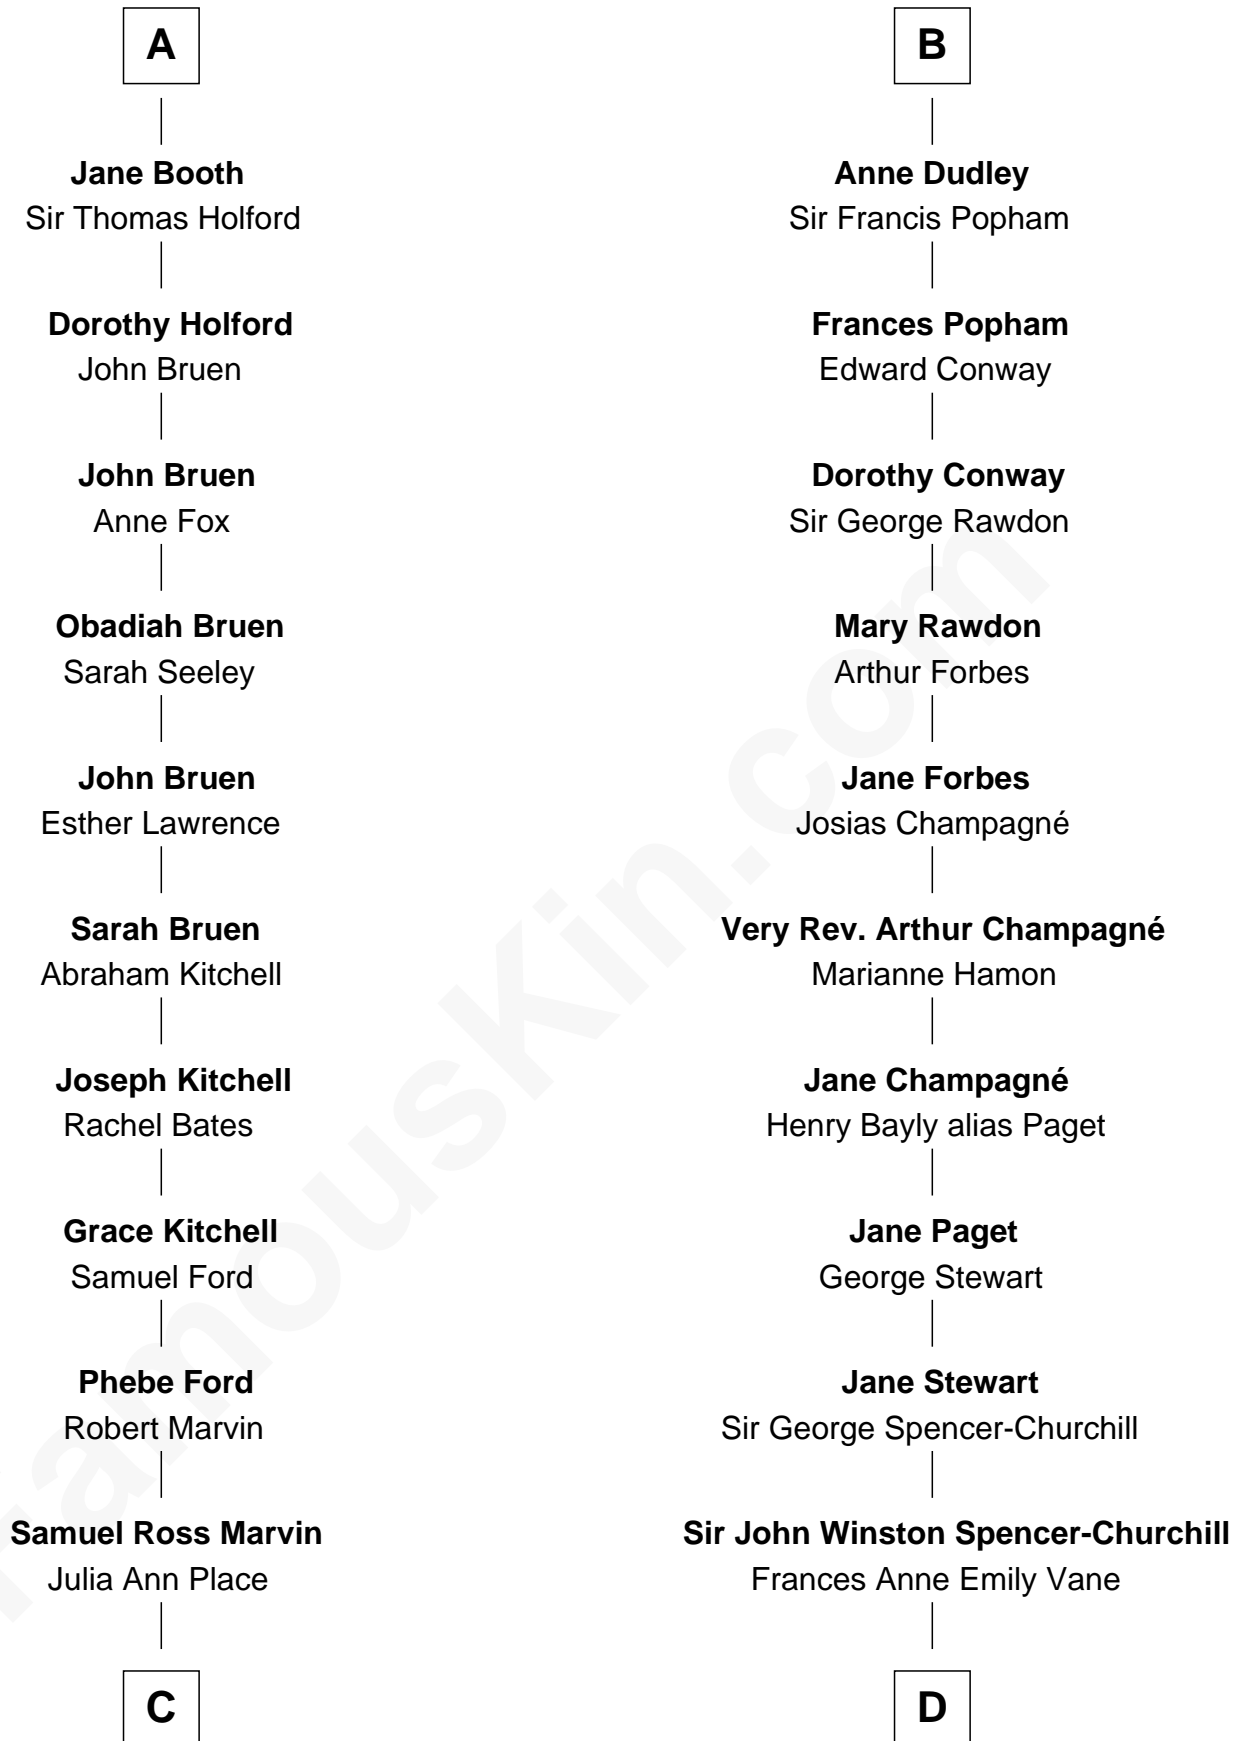 A
Jane Booth
Sir Thomas Holford
Dorothy Holford
John Bruen
John Bruen
Anne Fox
Obadiah Bruen
Sarah Seeley
John Bruen
Esther Lawrence
Sarah Bruen
Abraham Kitchell
Joseph Kitchell
Rachel Bates
Grace Kitchell
Samuel Ford
Phebe Ford
Robert Marvin
Samuel Ross Marvin
Julia Ann Place
C
B
Anne Dudley
Sir Francis Popham
Frances Popham
Edward Conway
Dorothy Conway
Sir George Rawdon
Mary Rawdon
Arthur Forbes
Jane Forbes
Josias Champagné
Very Rev. Arthur Champagné
Marianne Hamon
Jane Champagné
Henry Bayly alias Paget
Jane Paget
George Stewart
Jane Stewart
Sir George Spencer-Churchill
Sir John Winston Spencer-Churchill
Frances Anne Emily Vane
D
FamousKin.com